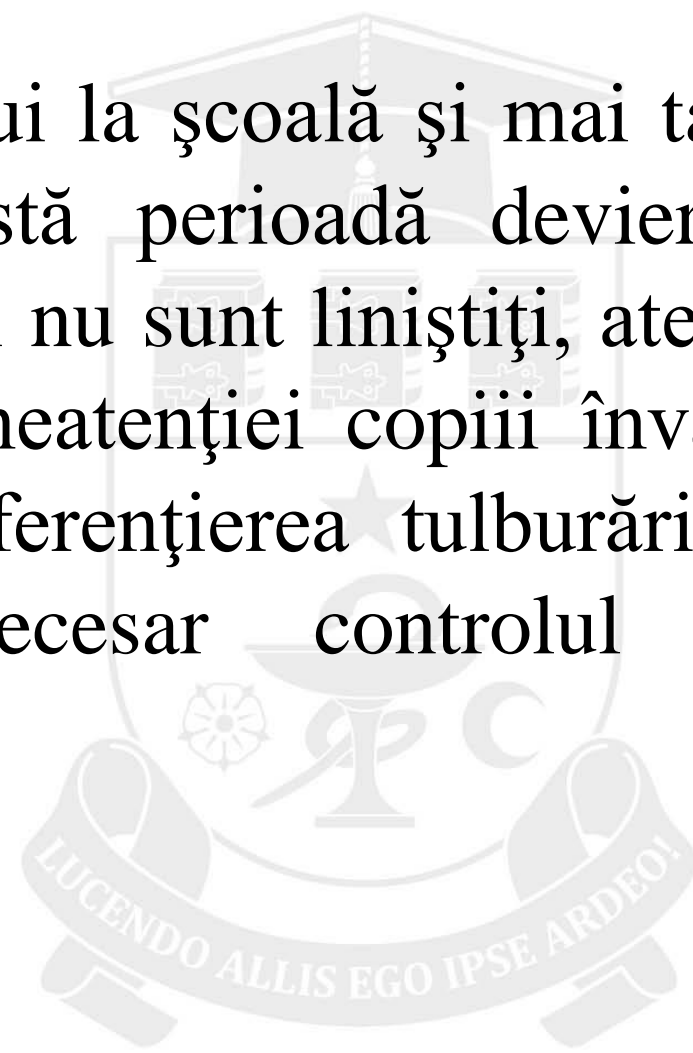 ui la şcoală şi mai ta
stă perioadă devien
nu sunt liniştiţi, ate
neatenţiei copiii înv
ferenţierea tulburări
ecesar controlul
LUCENDO ALLIS EGO IPSE ARDEO!